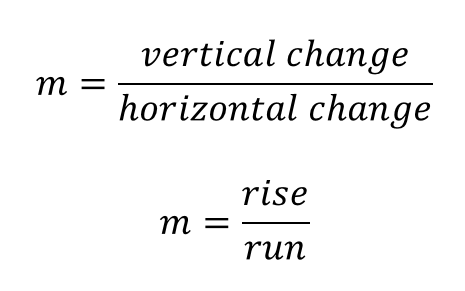 m = vertical change / horizontal change
m = rise / run